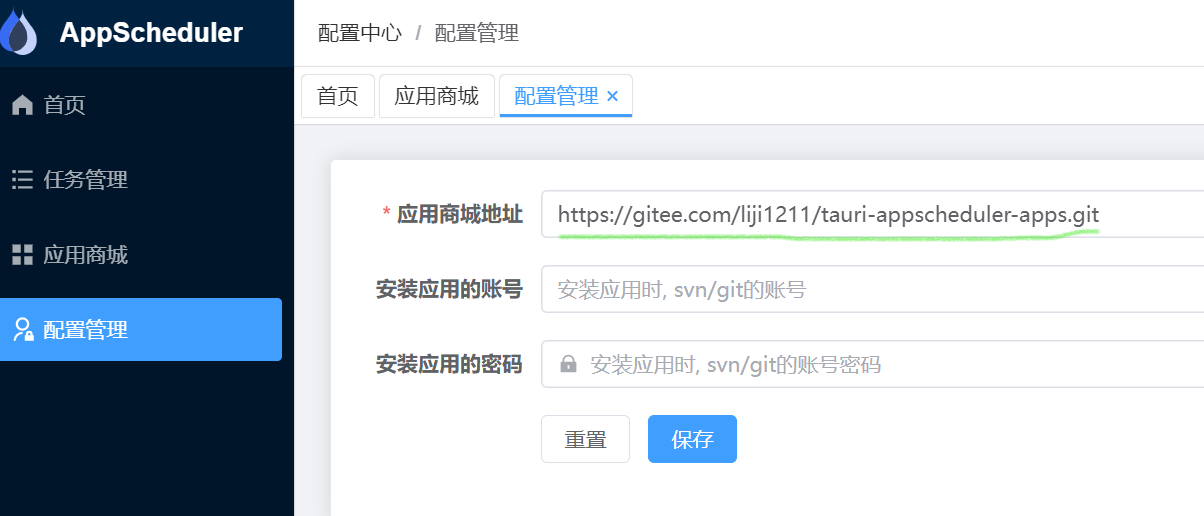 AppScheduler
配置中心 / 配置管理
首页 应用商城 配置管理 ×
首页
任务管理
应用商城
配置管理
* 应用商城地址 https://gitee.com/liji1211/tauri-appscheduler-apps.git
安装应用的账号 安装应用时, svn/git的账号
安装应用的密码 安装应用时, svn/git的账号密码
重置 保存